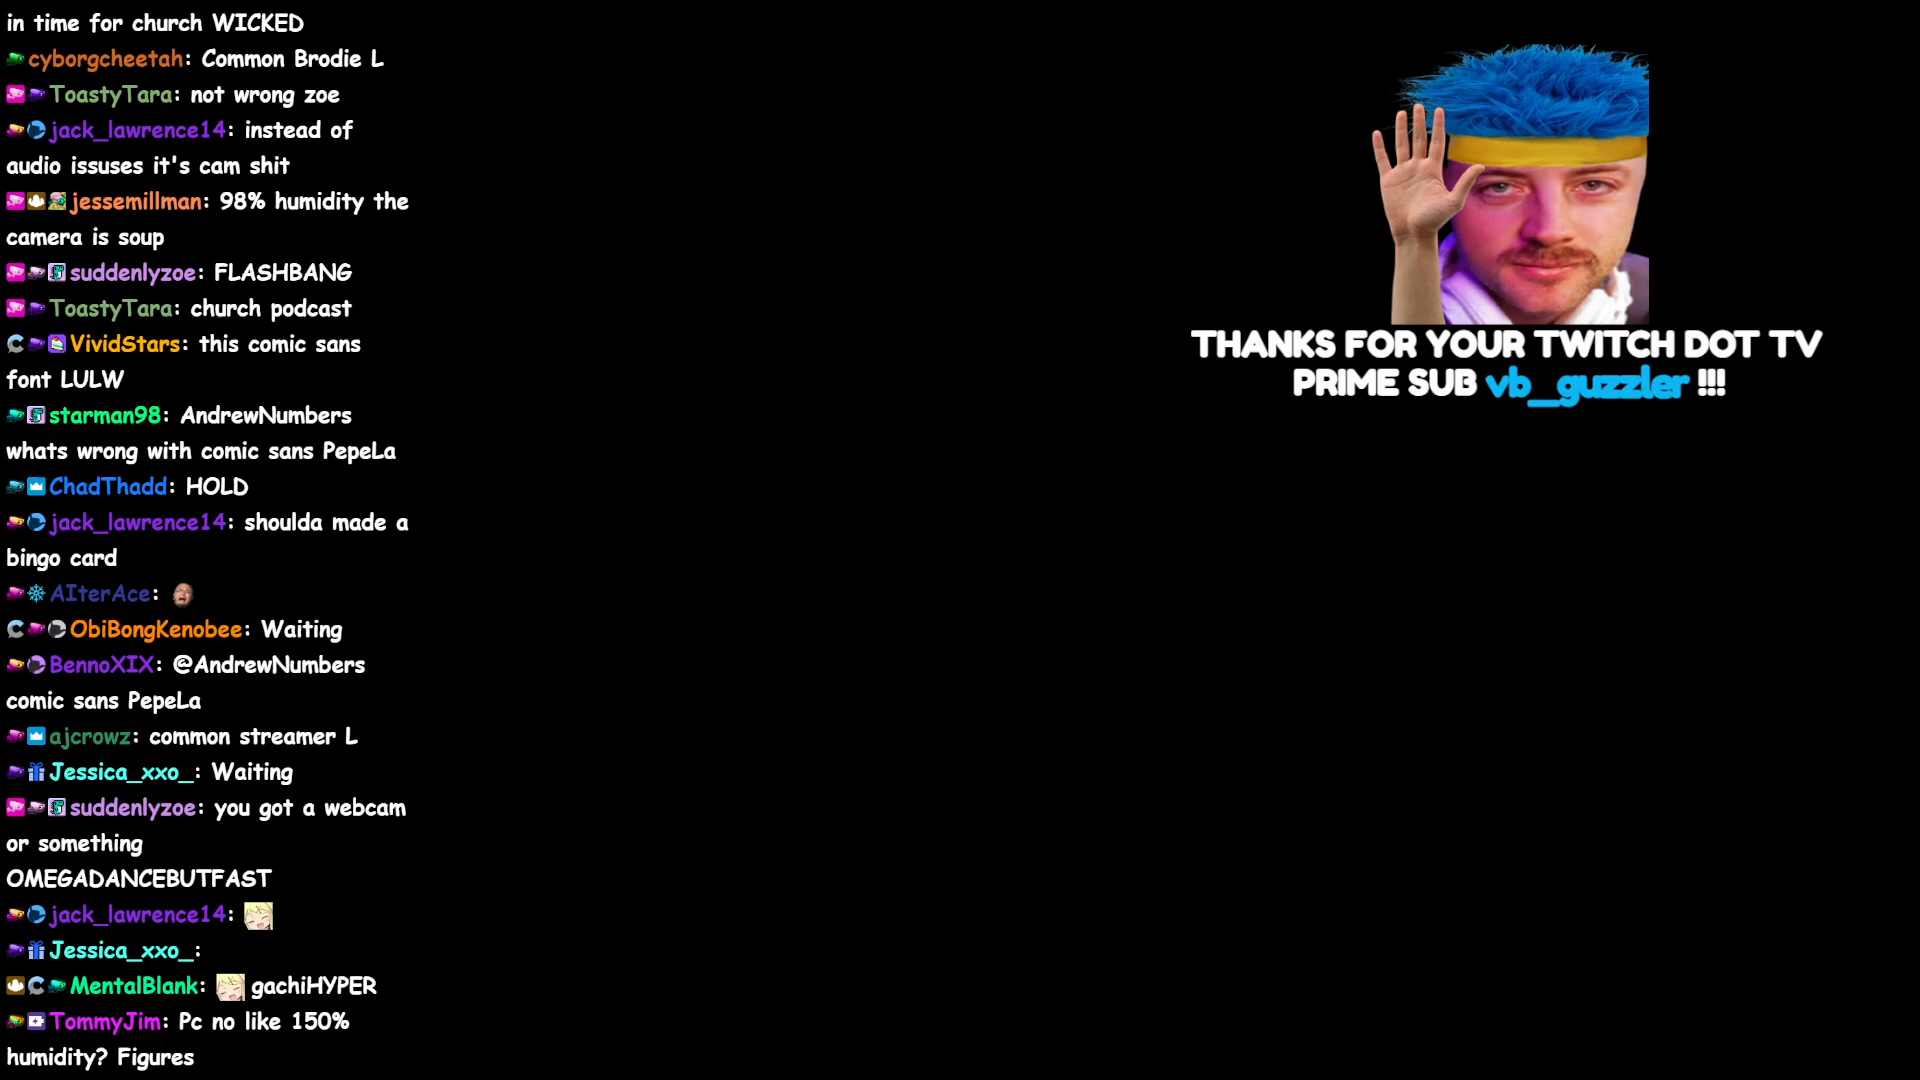 in time for church WICKED
cyborgcheetah: Common Brodie L
ToastyTara: not wrong zoe
jack_lawrence14: instead of
audio issuses it's cam shit
jessemillman: 98% humidity the
camera is soup
suddenlyzoe: FLASHBANG
ToastyTara: church podcast
VividStars: this comic sans
font LULW
starman98: AndrewNumbers
whats wrong with comic sans PepeLa
ChadThadd: HOLD
jack_lawrence14: shoulda made a
bingo card
AIterAce:
ObiBongKenobee: Waiting
BennoXIX: @AndrewNumbers
comic sans PepeLa
ajcrowz: common streamer L
Jessica_xxo_: Waiting
suddenlyzoe: you got a webcam
or something
OMEGADANCEBUTFAST
jack_lawrence14:
Jessica_xxo_:
MentalBlank: gachiHYPER
TommyJim: Pc no like 150%
humidity? Figures
THANKS FOR YOUR TWITCH DOT TV
PRIME SUB vb_guzzler !!!